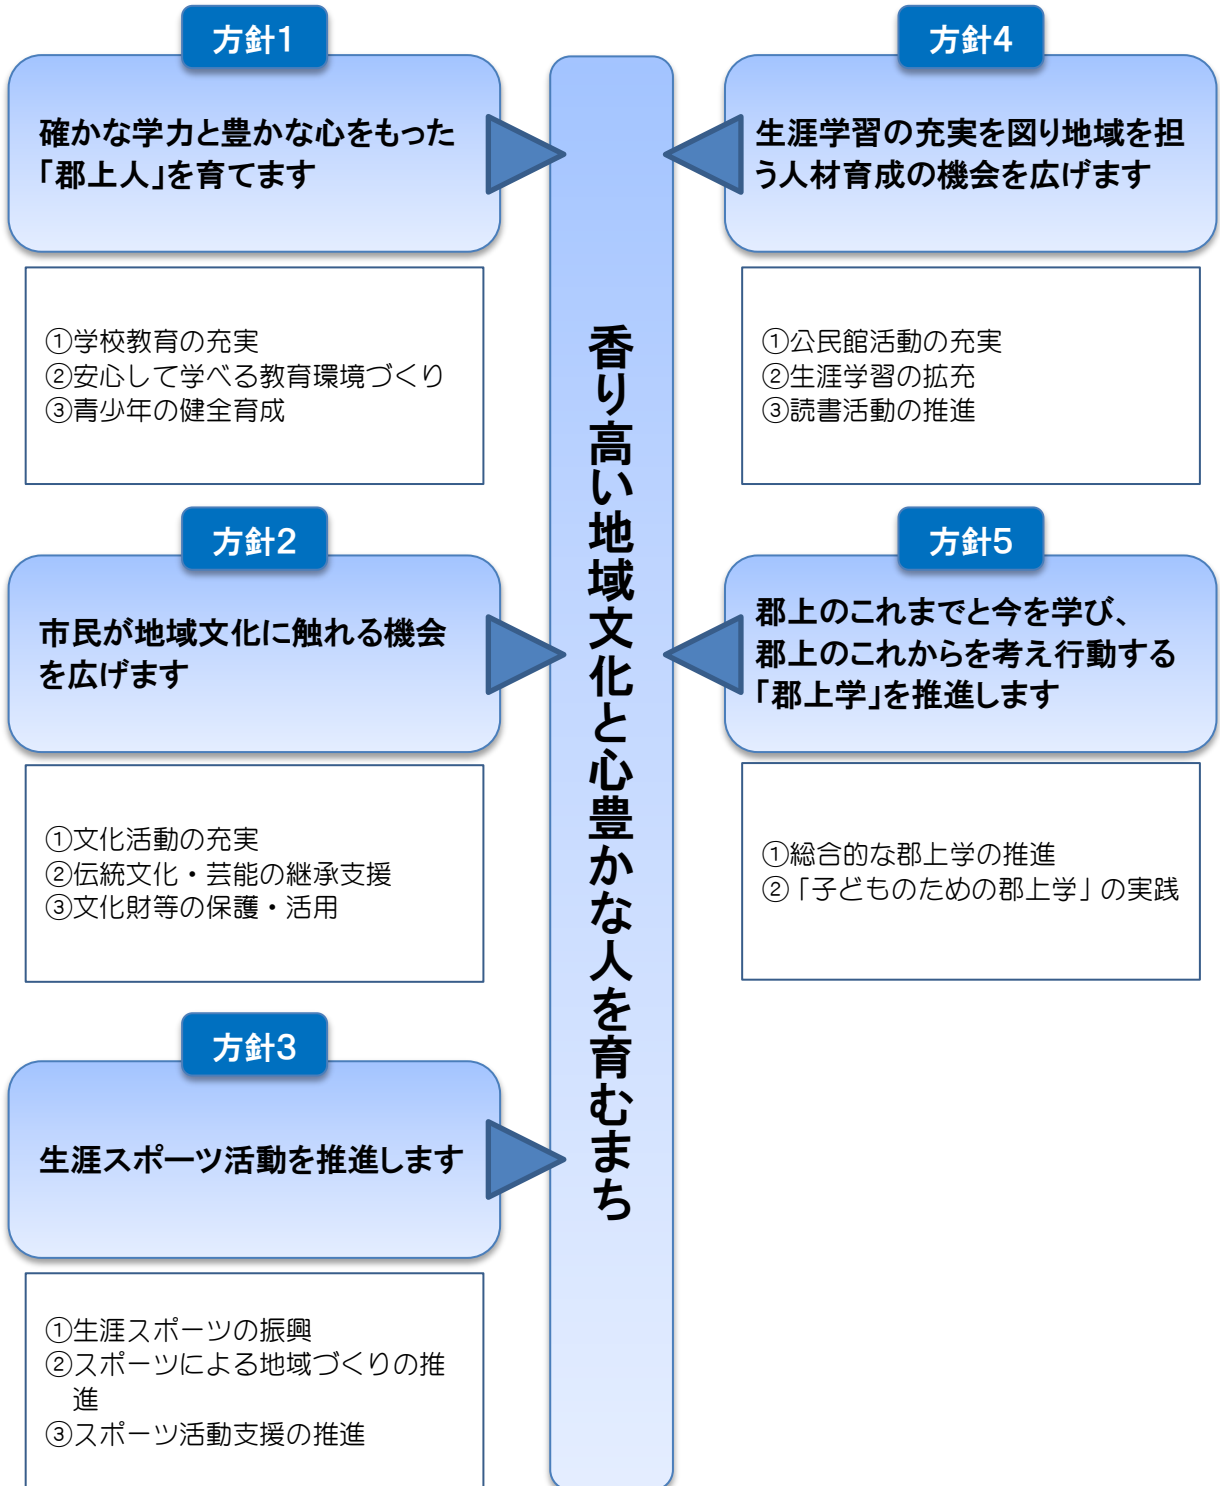 方針1
確かな学力と豊かな心をもった
「郡上人」を育てます
①学校教育の充実
②安心して学べる教育環境づくり
③青少年の健全育成
方針2
市民が地域文化に触れる機会
を広げます
①文化活動の充実
②伝統文化・芸能の継承支援
③文化財等の保護・活用
方針3
生涯スポーツ活動を推進します
①生涯スポーツの振興
②スポーツによる地域づくりの推
進
③スポーツ活動支援の推進
香り高い地域文化と心豊かな人を育むまち
方針4
生涯学習の充実を図り地域を担
う人材育成の機会を広げます
①公民館活動の充実
②生涯学習の拡充
③読書活動の推進
方針5
郡上のこれまでと今を学び、
郡上のこれからを考え行動する
「郡上学」を推進します
①総合的な郡上学の推進
②「子どものための郡上学」の実践